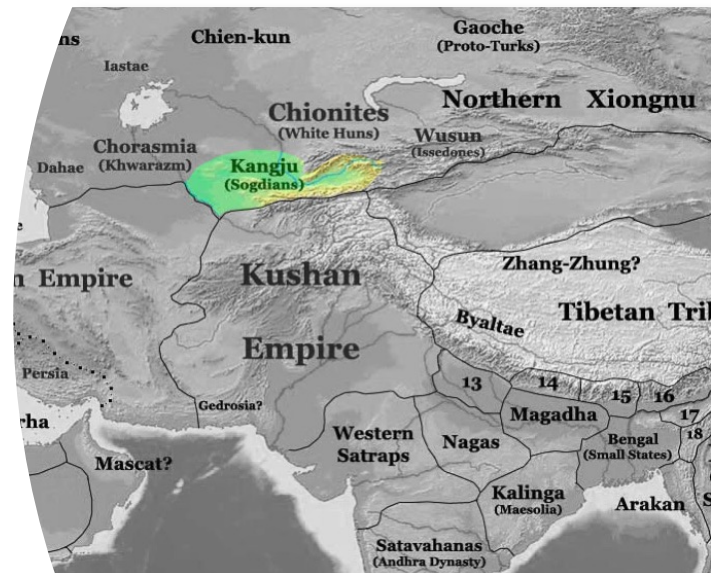 ns
Chien-kun
Gaoche
(Proto-Turks)
Iastae
Chionites
(White Huns)
Northern Xiongnu
Wusun
(Issedones)
Chorasmia
(Khwarazm)
Dahae
Kangju
(Sogdians)
e
n Empire
Kushan
Empire
Zhang-Zhung?
Tibetan Tril
Byaltae
Persia
Gedrosia?
13
14
15
16
17
18
Magadha
rha
Mascat?
Western
Satraps
Nagas
Bengal
(Small States)
Kalinga
(Maesolia)
Arakan
S
Satavahanas
(Andhra Dynasty)